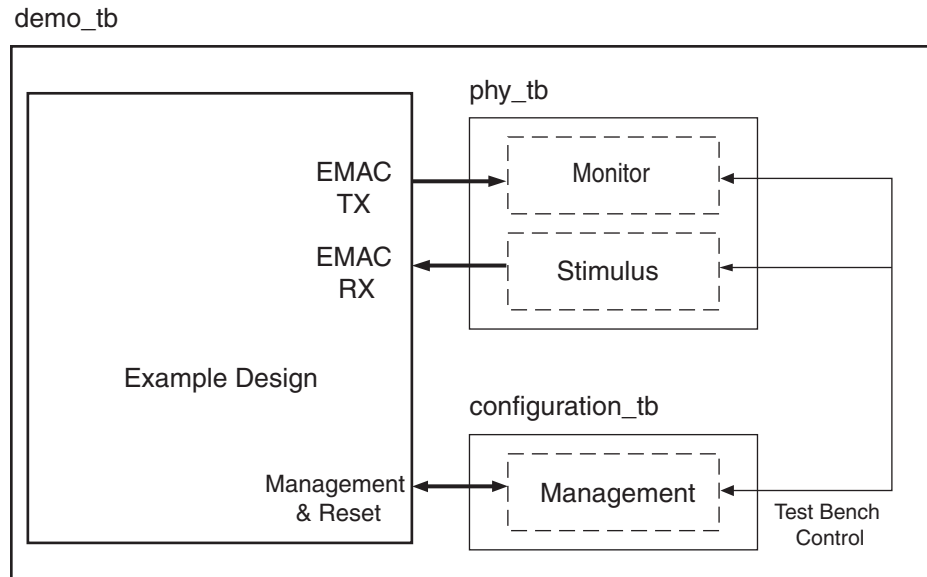 demo_tb
phy_tb
EMAC
TX
Monitor
EMAC
RX
Stimulus
Example Design
configuration_tb
Management
& Reset
Management
Test Bench
Control